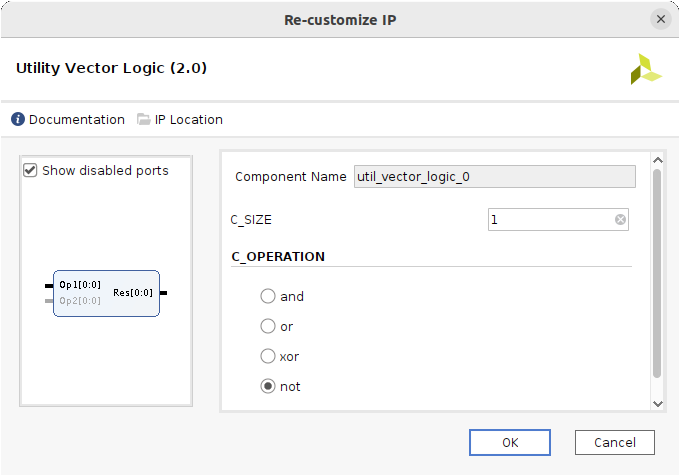 Re-customize IP
Utility Vector Logic (2.0)
Documentation IP Location
Show disabled ports
Op1[0:0]
Op2[0:0]
Res[0:0]
Component Name util_vector_logic_0
C_SIZE 1
C_OPERATION
and
or
xor
not
OK Cancel